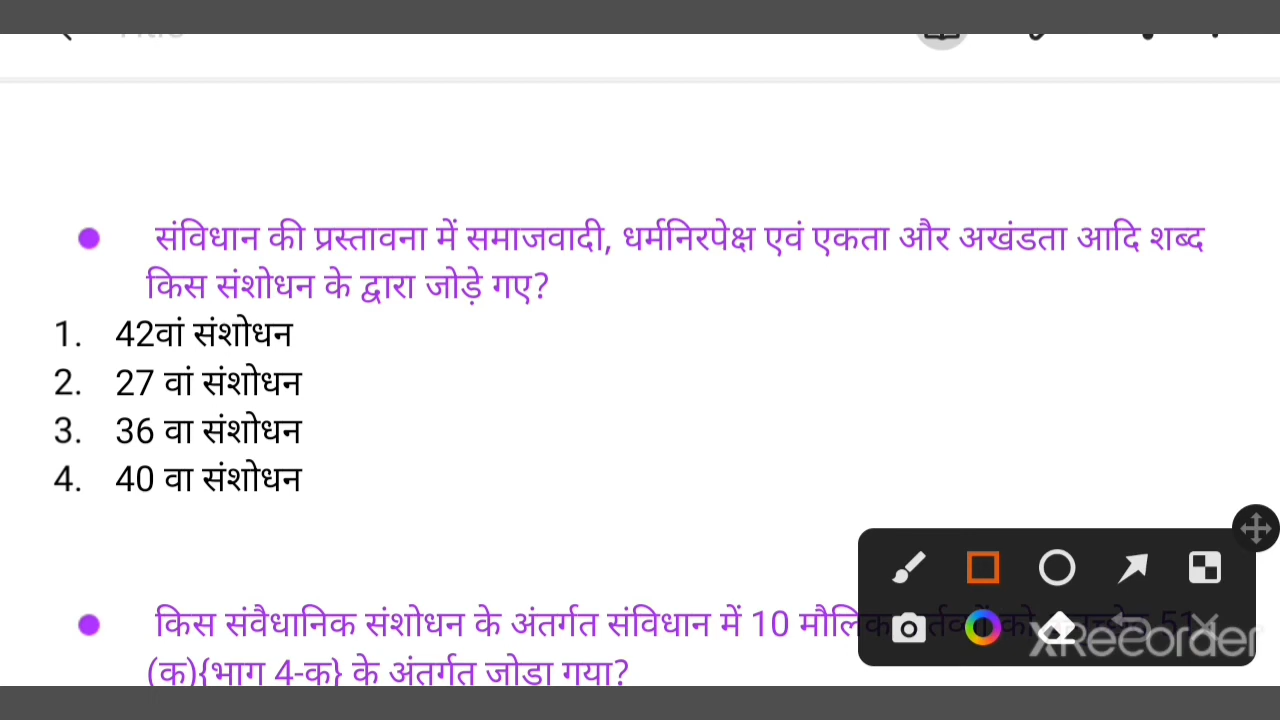 संविधान की प्रस्तावना में समाजवादी, धर्मनिरपेक्ष एवं एकता और अखंडता आदि शब्द
किस संशोधन के द्वारा जोड़े गए?
1. 42वां संशोधन
2. 27 वां संशोधन
3. 36 वा संशोधन
4. 40 वा संशोधन
किस संवैधानिक संशोधन के अंतर्गत संविधान में 10 51
(क){भाग 4-क} के अंतर्गत जोड़ा गया?
XRecorder